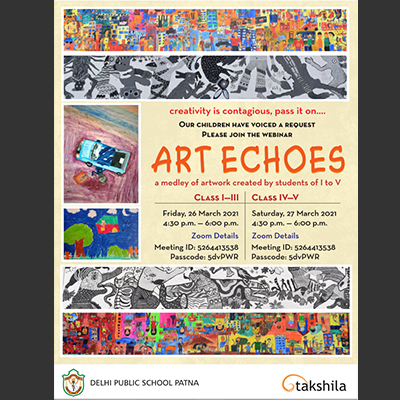 creativity is contagious, pass it on....
Our children have voiced a request
Please join the webinar
ART ECHOES
a medley of artwork created by students of I to V
Class I—III
Friday, 26 March 2021
4:30 p.m. — 6:00 p.m.
Zoom Details
Meeting ID: 5264413538
Passcode: 5dvPWR
Class IV—V
Saturday, 27 March 2021
4:30 p.m. — 6:00 p.m.
Zoom Details
Meeting ID: 5264413538
Passcode: 5dvPWR
DELHI PUBLIC SCHOOL PATNA
takshila